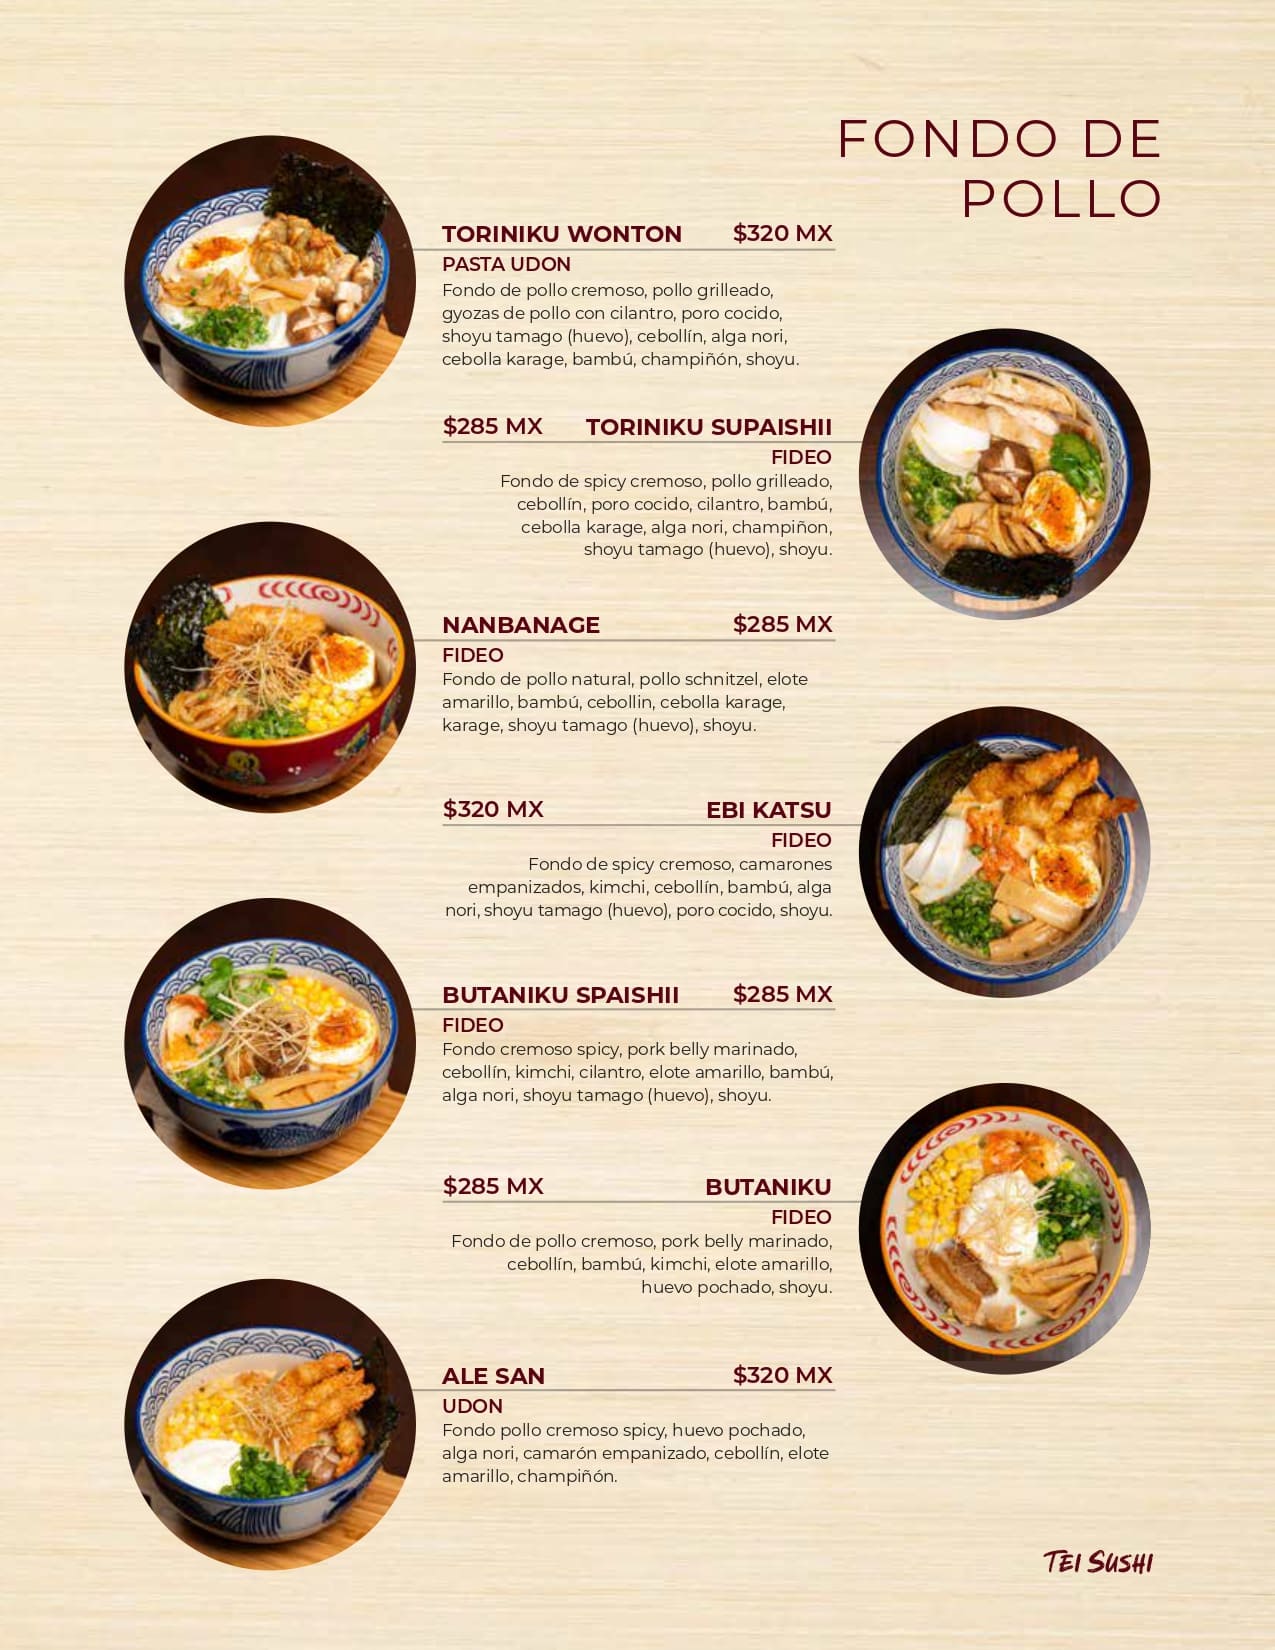 FONDO DE
POLLO
TORINIKU WONTON $320 MX
PASTA UDON
Fondo de pollo cremoso, pollo grilleado,
gyozas de pollo con cilantro, poro cocido,
shoyu tamago (huevo), cebollín, alga nori,
cebolla karage, bambú, champiñón, shoyu.
$285 MX TORINIKU SUPAISHII
FIDEO
Fondo de spicy cremoso, pollo grilleado,
cebollín, poro cocido, cilantro, bambú,
cebolla karage, alga nori, champiñon,
shoyu tamago (huevo), shoyu.
NANBANAGE $285 MX
FIDEO
Fondo de pollo natural, pollo schnitzel, elote
amarillo, bambú, cebollin, cebolla karage,
karage, shoyu tamago (huevo), shoyu.
$320 MX EBI KATSU
FIDEO
Fondo de spicy cremoso, camarones
empanizados, kimchi, cebollín, bambú, alga
nori, shoyu tamago (huevo), poro cocido, shoyu.
BUTANIKU SPAISHII $285 MX
FIDEO
Fondo cremoso spicy, pork belly marinado,
cebollín, kimchi, cilantro, elote amarillo, bambú,
alga nori, shoyu tamago (huevo), shoyu.
$285 MX BUTANIKU
FIDEO
Fondo de pollo cremoso, pork belly marinado,
cebollín, bambú, kimchi, elote amarillo,
huevo pochado, shoyu.
ALE SAN $320 MX
UDON
Fondo pollo cremoso spicy, huevo pochado,
alga nori, camarón empanizado, cebollín, elote
amarillo, champiñón.
TEI SUSHI